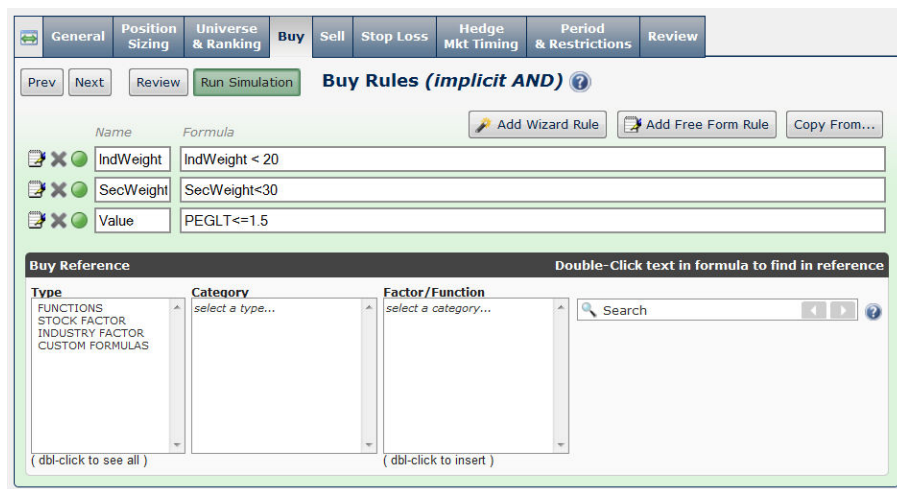 General Position Sizing Universe & Ranking Buy Sell Stop Loss Hedge Mkt Timing Period & Restrictions Review
Prev Next Review Run Simulation Buy Rules (implicit AND) ?
Add Wizard Rule Add Free Form Rule Copy From...
Name Formula
IndWeight IndWeight < 20
SecWeight SecWeight<30
Value PEGLT<=1.5
Buy Reference Double-Click text in formula to find in reference
Type Category Factor/Function
FUNCTIONS select a type... select a category... Search ?
STOCK FACTOR
INDUSTRY FACTOR
CUSTOM FORMULAS
( dbl-click to see all ) ( dbl-click to insert )